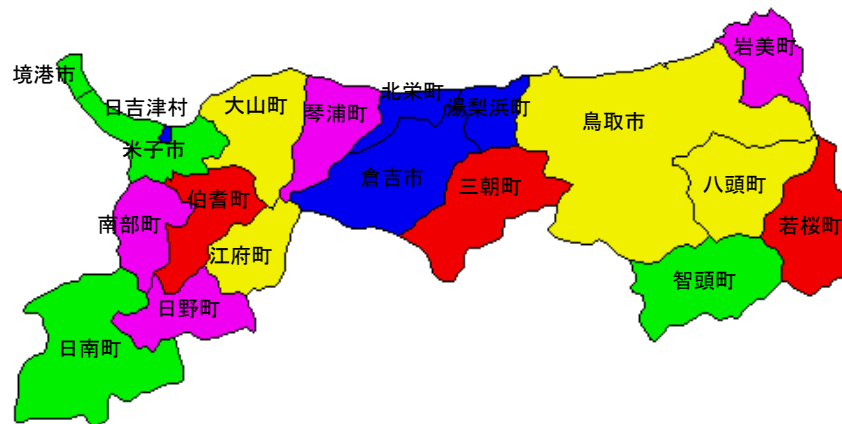 岩美町
境港市
日吉津村
大山町
琴浦町
北栄町
湯梨浜町
鳥取市
米子市
倉吉市
三朝町
八頭町
伯耆町
南部町
若桜町
江府町
智頭町
日野町
日南町